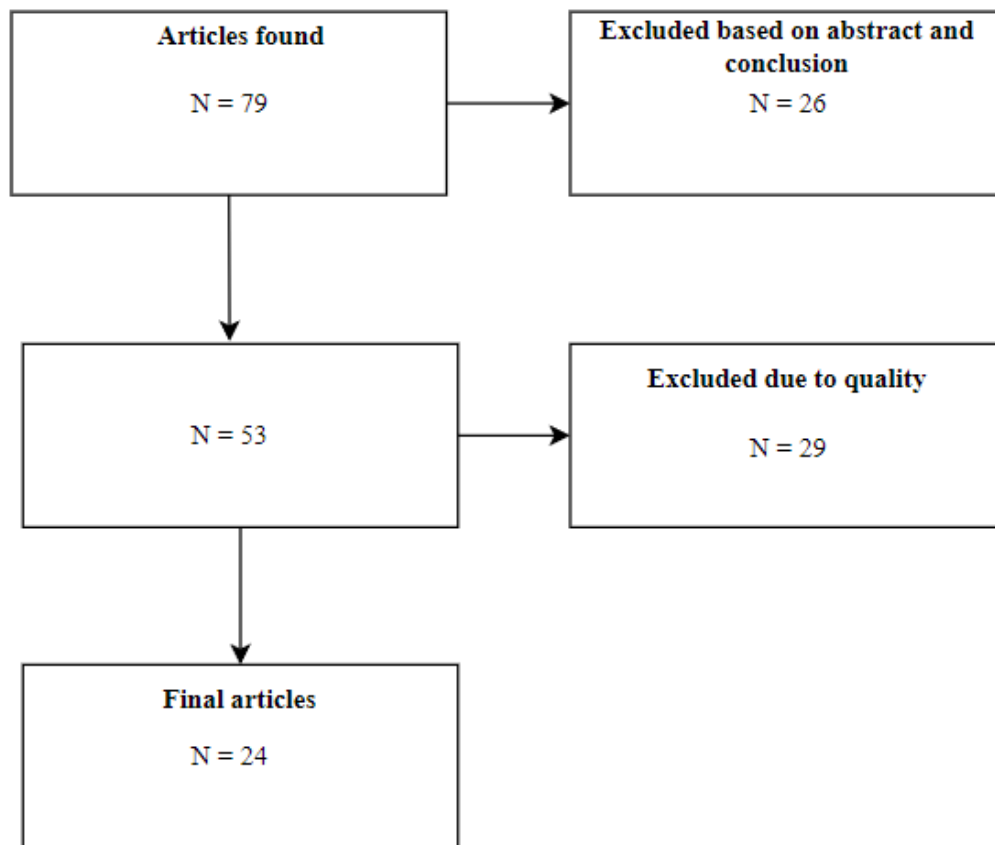 Articles found
N = 79
Excluded based on abstract and
conclusion
N = 26
N = 53
Excluded due to quality
N = 29
Final articles
N = 24